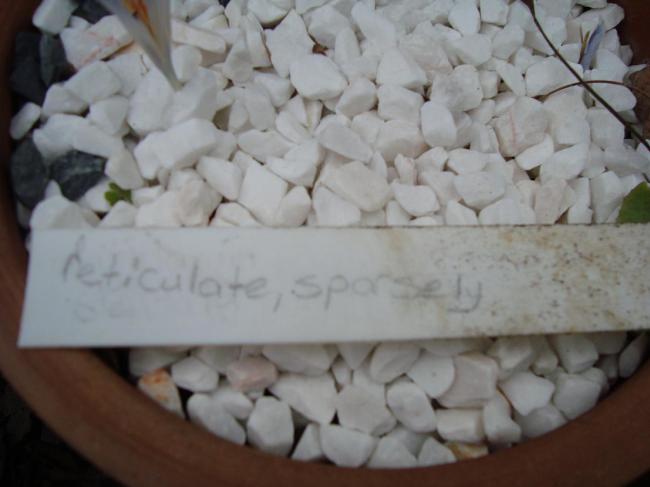 reticulate, sparsely